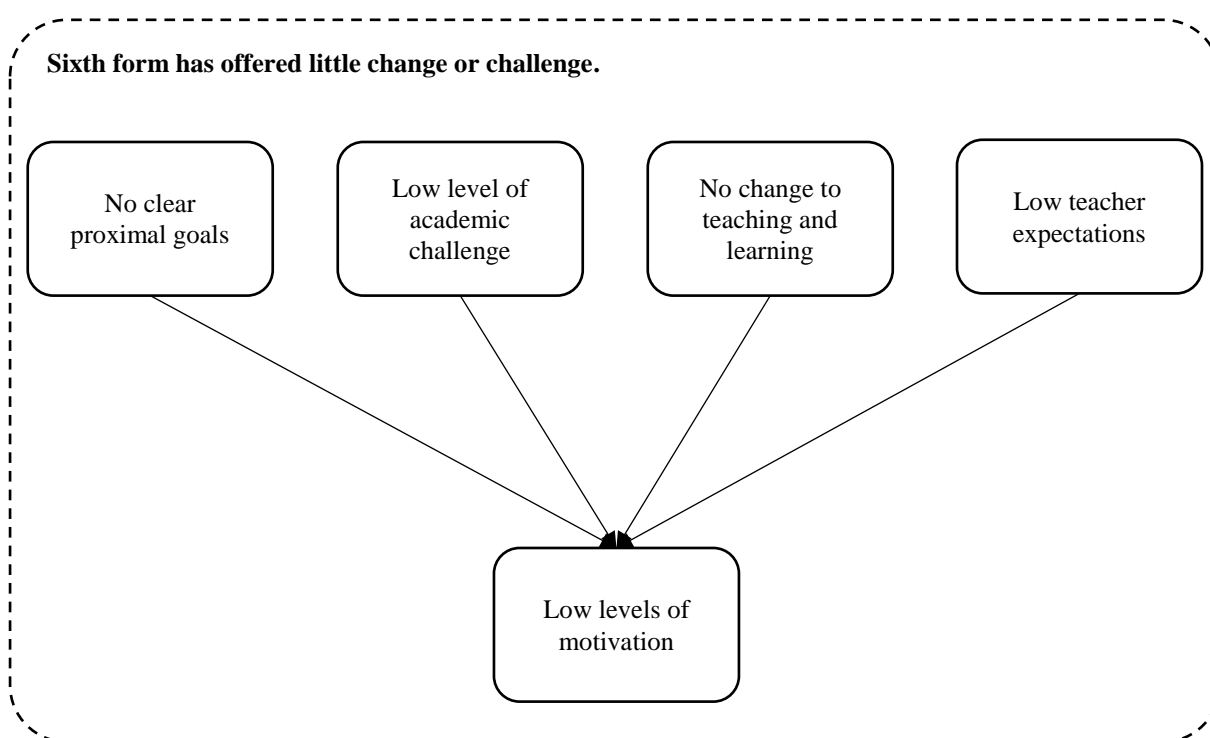 Sixth form has offered little change or challenge.
No clear
proximal goals
Low level of
academic
challenge
No change to
teaching and
learning
Low teacher
expectations
Low levels of
motivation